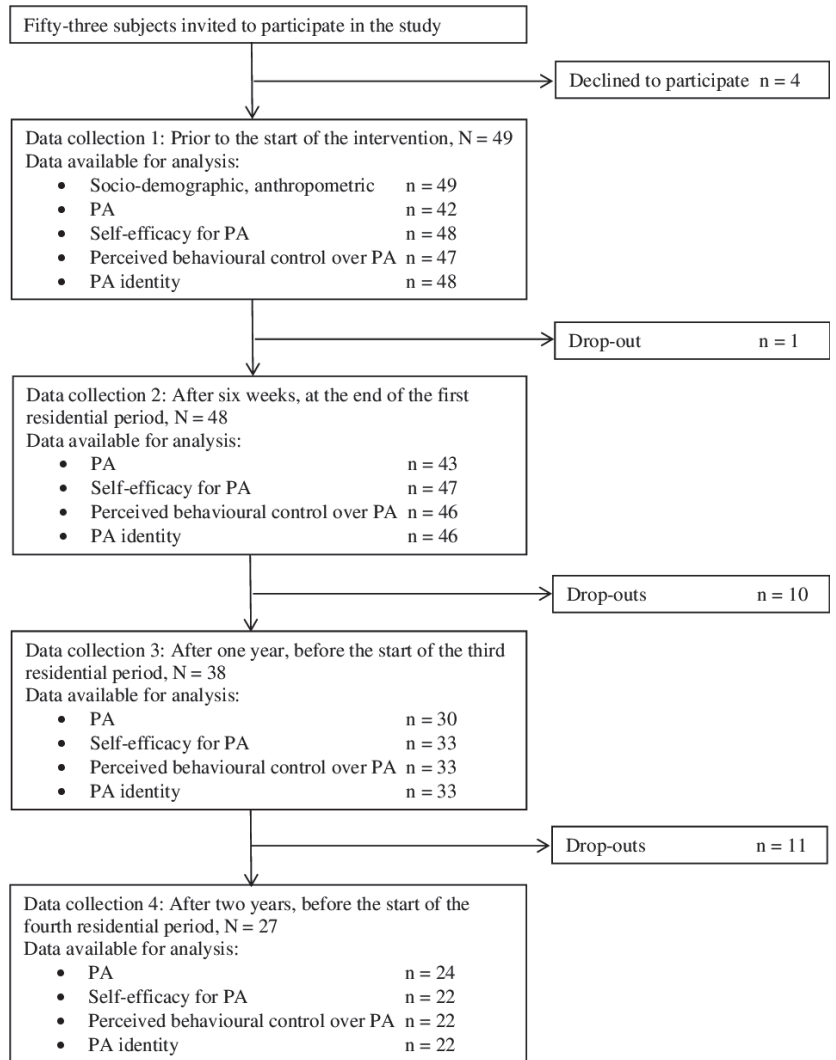 Fifty-three subjects invited to participate in the study
Declined to participate n = 4
Data collection 1: Prior to the start of the intervention, N = 49
Data available for analysis:
• Socio-demographic, anthropometric n = 49
• PA n = 42
• Self-efficacy for PA n = 48
• Perceived behavioural control over PA n = 47
• PA identity n = 48
Drop-out n = 1
Data collection 2: After six weeks, at the end of the first
residential period, N = 48
Data available for analysis:
• PA n = 43
• Self-efficacy for PA n = 47
• Perceived behavioural control over PA n = 46
• PA identity n = 46
Drop-outs n = 10
Data collection 3: After one year, before the start of the third
residential period, N = 38
Data available for analysis:
• PA n = 30
• Self-efficacy for PA n = 33
• Perceived behavioural control over PA n = 33
• PA identity n = 33
Drop-outs n = 11
Data collection 4: After two years, before the start of the
fourth residential period, N = 27
Data available for analysis:
• PA n = 24
• Self-efficacy for PA n = 22
• Perceived behavioural control over PA n = 22
• PA identity n = 22